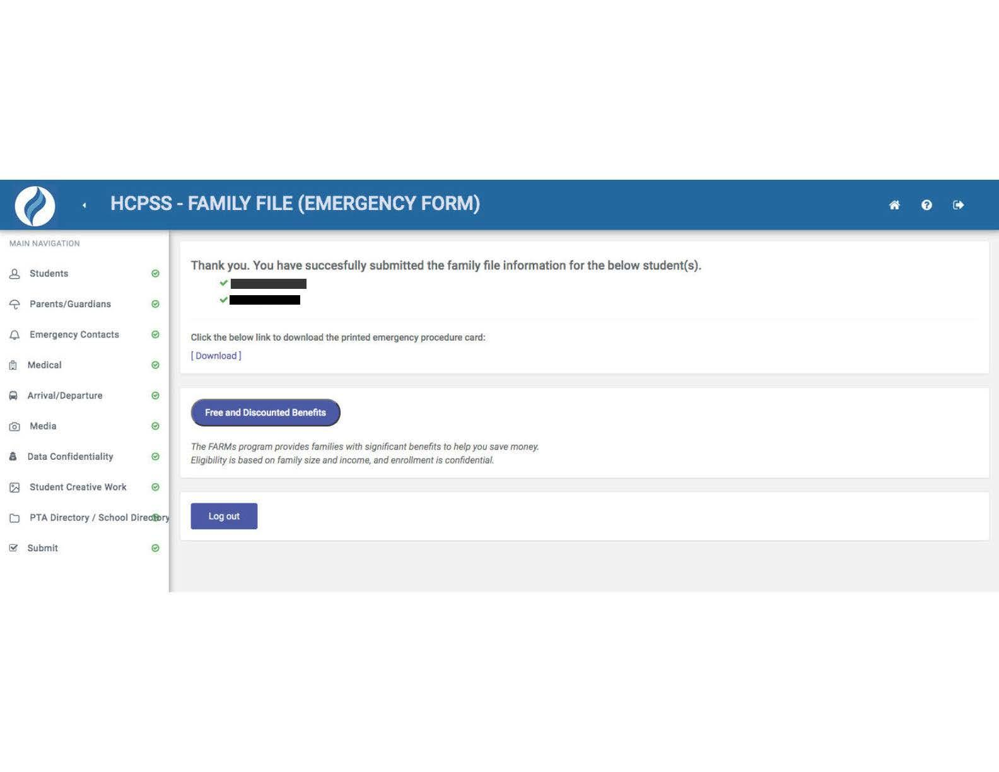 HCPSS - FAMILY FILE (EMERGENCY FORM)
MAIN NAVIGATION
Students
Parents/Guardians
Emergency Contacts
Medical
Arrival/Departure
Media
Data Confidentiality
Student Creative Work
PTA Directory / School Directory
Submit
Thank you. You have succesfully submitted the family file information for the below student(s).
Click the below link to download the printed emergency procedure card:
[ Download ]
Free and Discounted Benefits
The FARMs program provides families with significant benefits to help you save money.
Eligibility is based on family size and income, and enrollment is confidential.
Log out